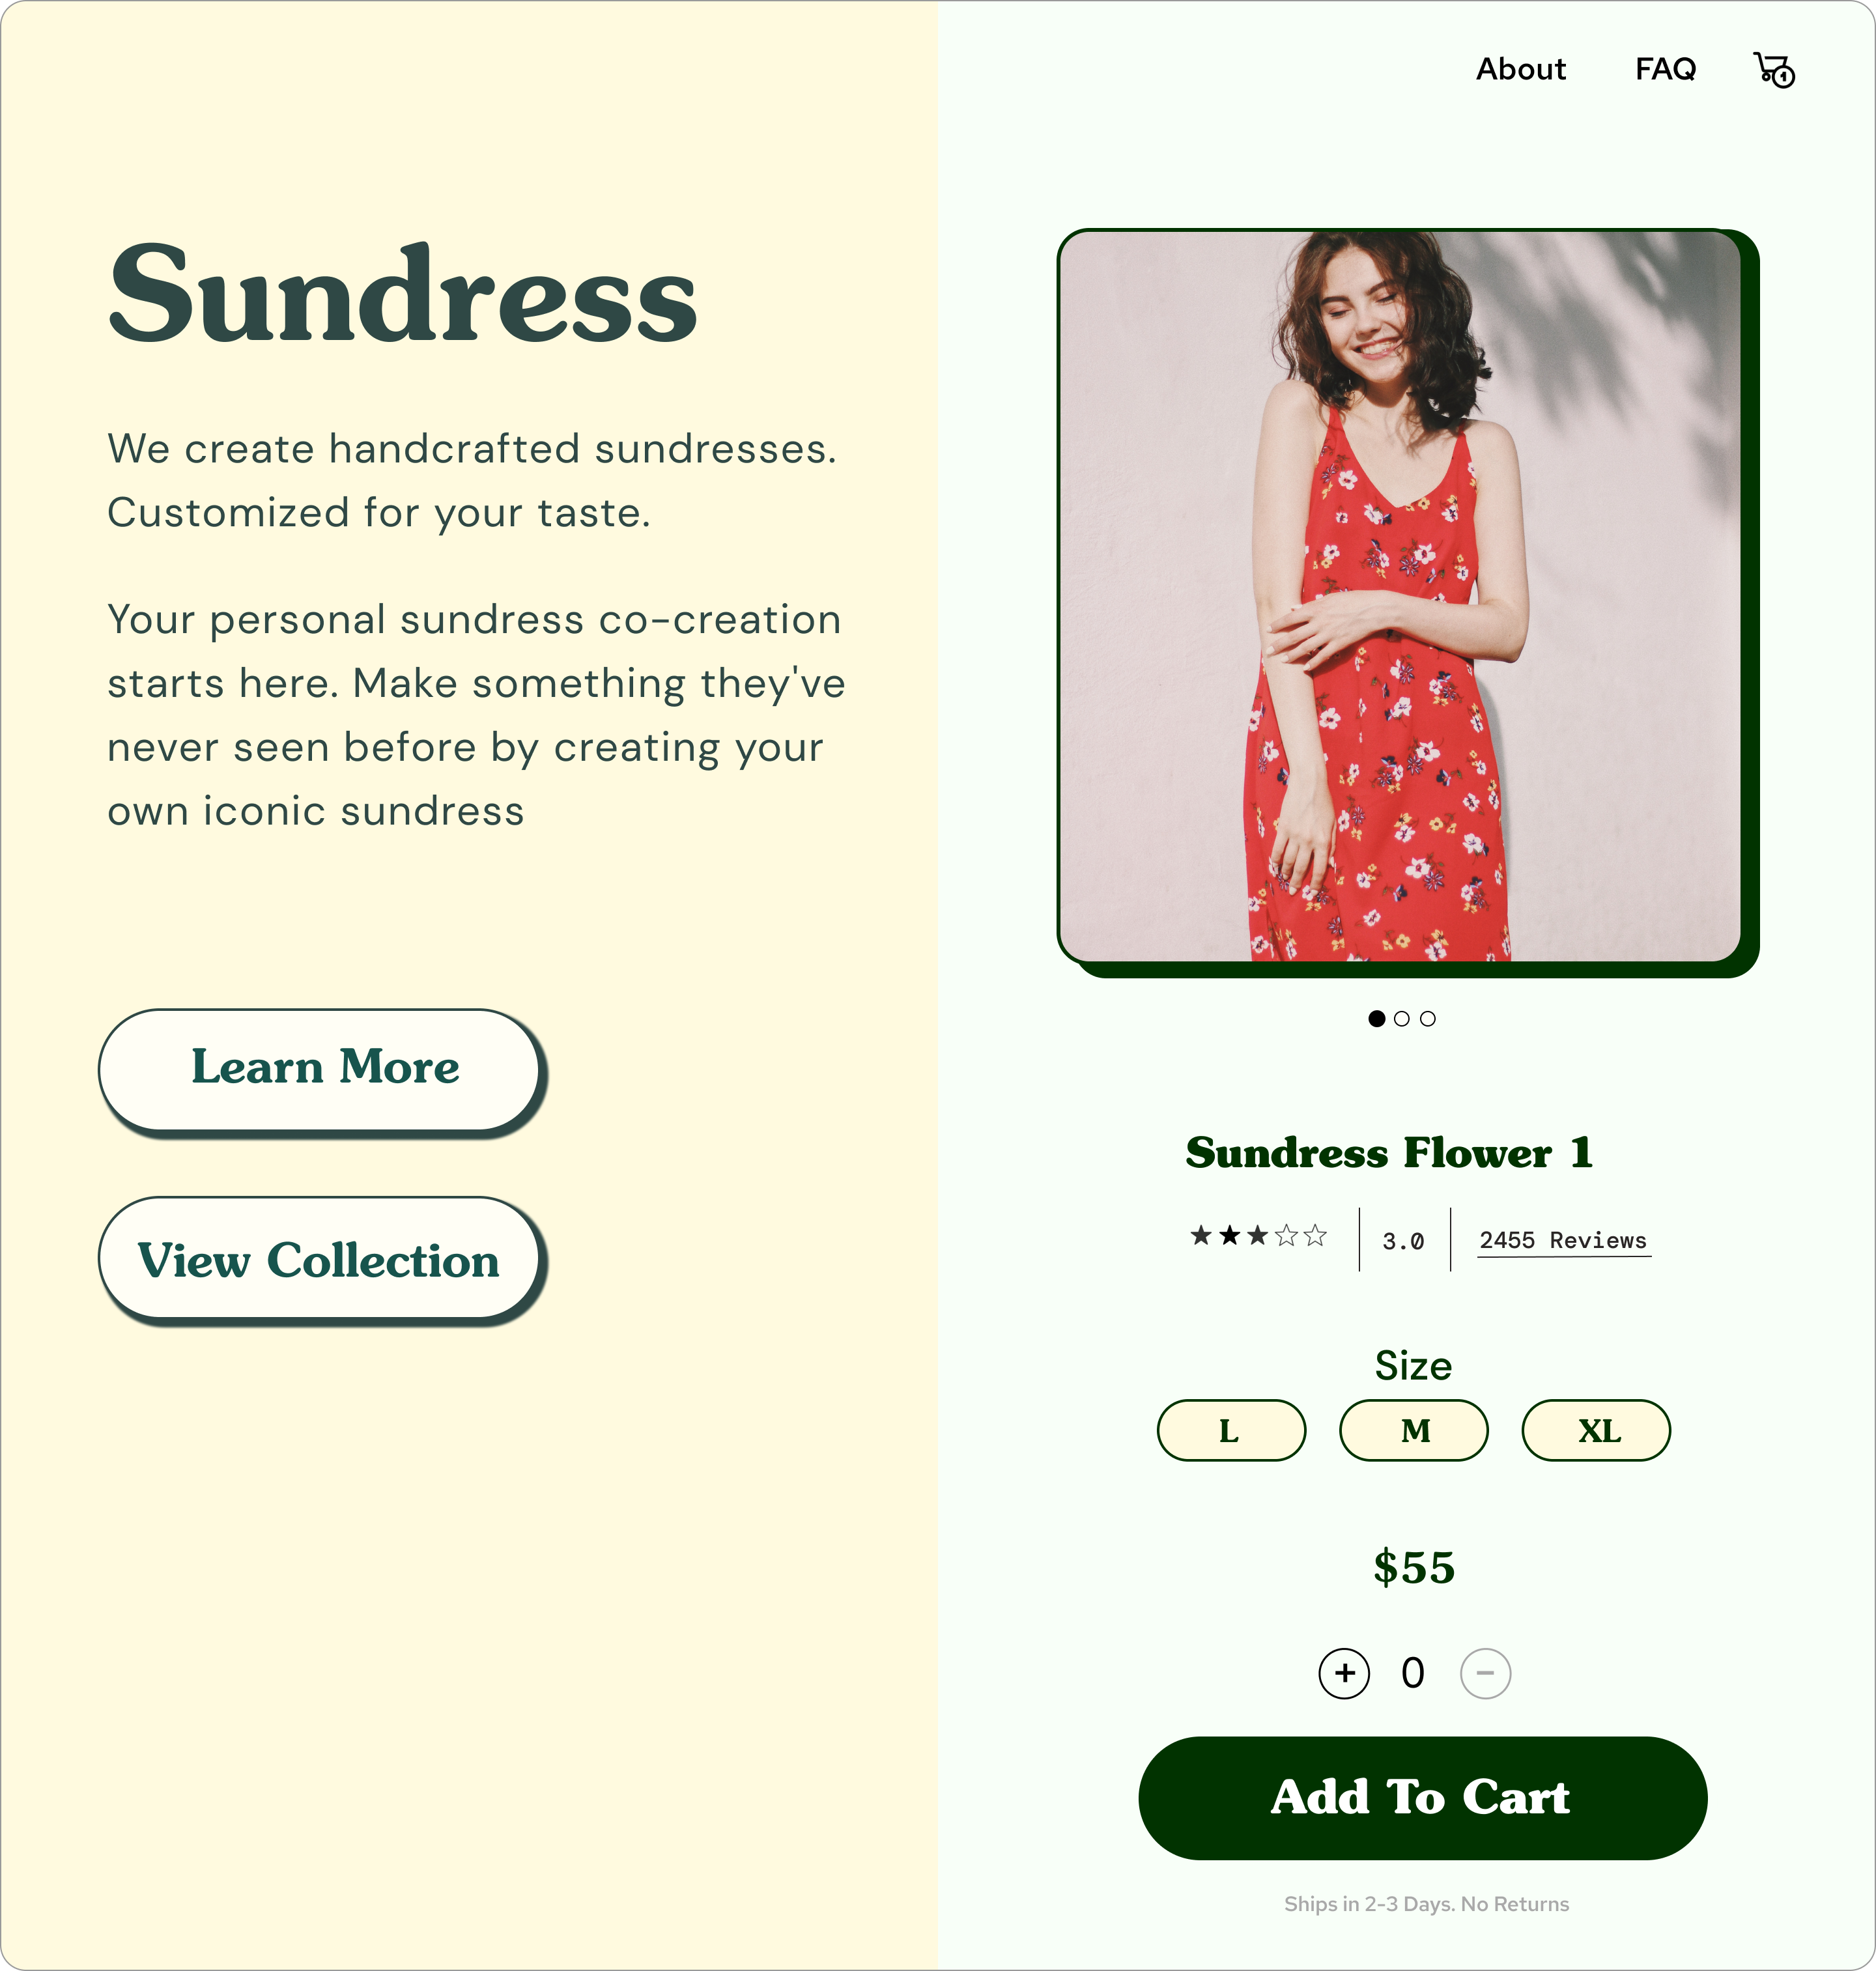 About FAQ 1
Sundress
We create handcrafted sundresses.
Customized for your taste.
Your personal sundress co-creation
starts here. Make something they've
never seen before by creating your
own iconic sundress
Learn More
View Collection
Sundress Flower 1
3.0 2455 Reviews
Size
L M XL
$55
+ 0 −
Add To Cart
Ships in 2-3 Days. No Returns